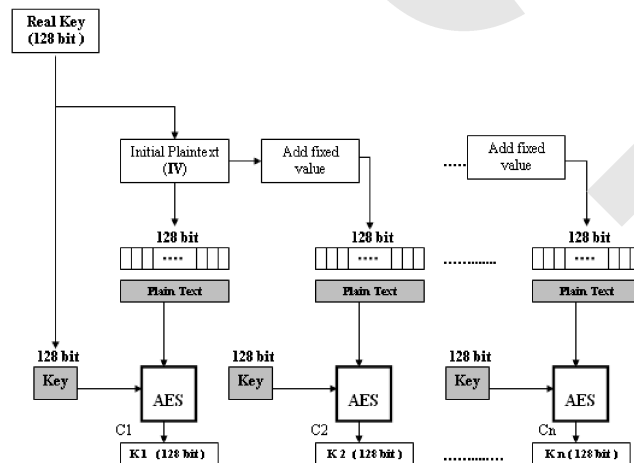 Real Key
(128 bit )
Initial Plaintext
(IV)
Add fixed
value
.....
Add fixed
value
128 bit
128 bit
128 bit
....
....
...........
....
Plain Text
Plain Text
Plain Text
128 bit
128 bit
128 bit
Key
AES
Key
AES
Key
AES
C1
C2
Cn
K1 (128 bit)
K 2 (128 bit)
.............
K n (128 bit)